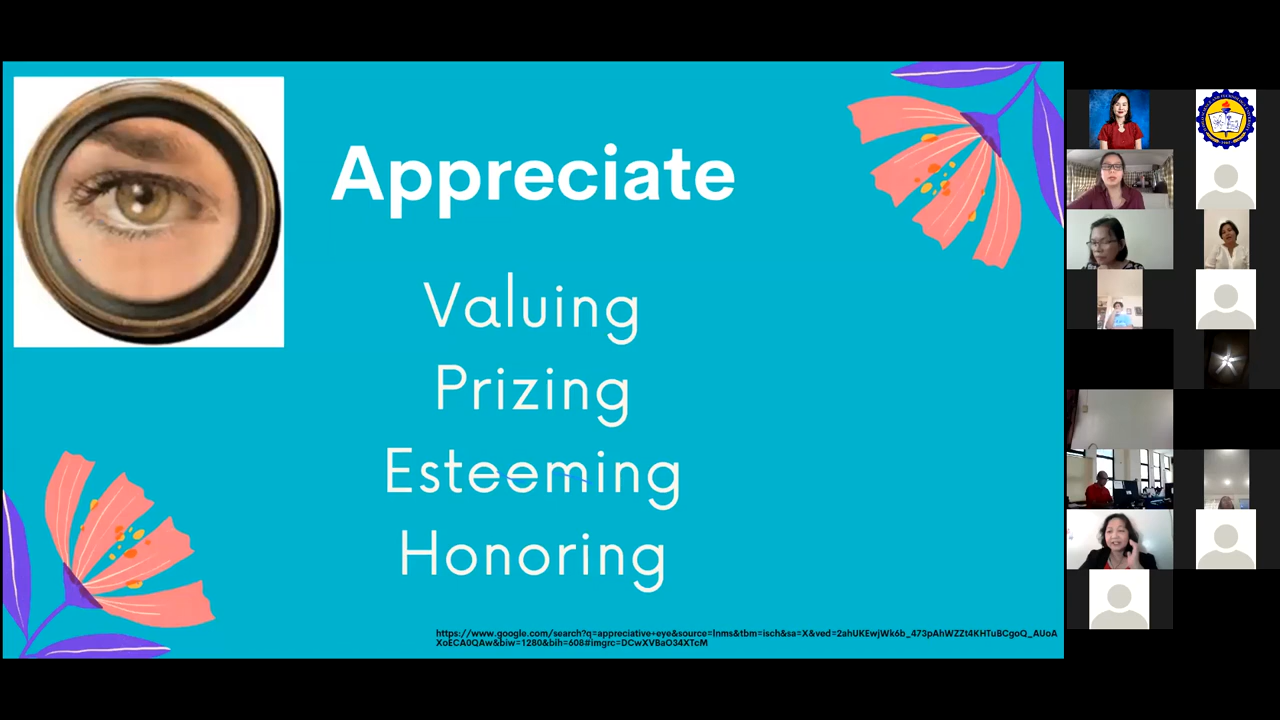 Appreciate
Valuing
Prizing
Esteeming
Honoring
https://www.google.com/search?q=appreciative+eye&source=lnms&tbm=isch&sa=X&ved=2ahUKEwjWk6b_473pAhWZZt4KHTuBCgoQ_AUoA
XoECA0QAw&biw=1280&bih=608#imgrc=DCwXVBaO34XTcM